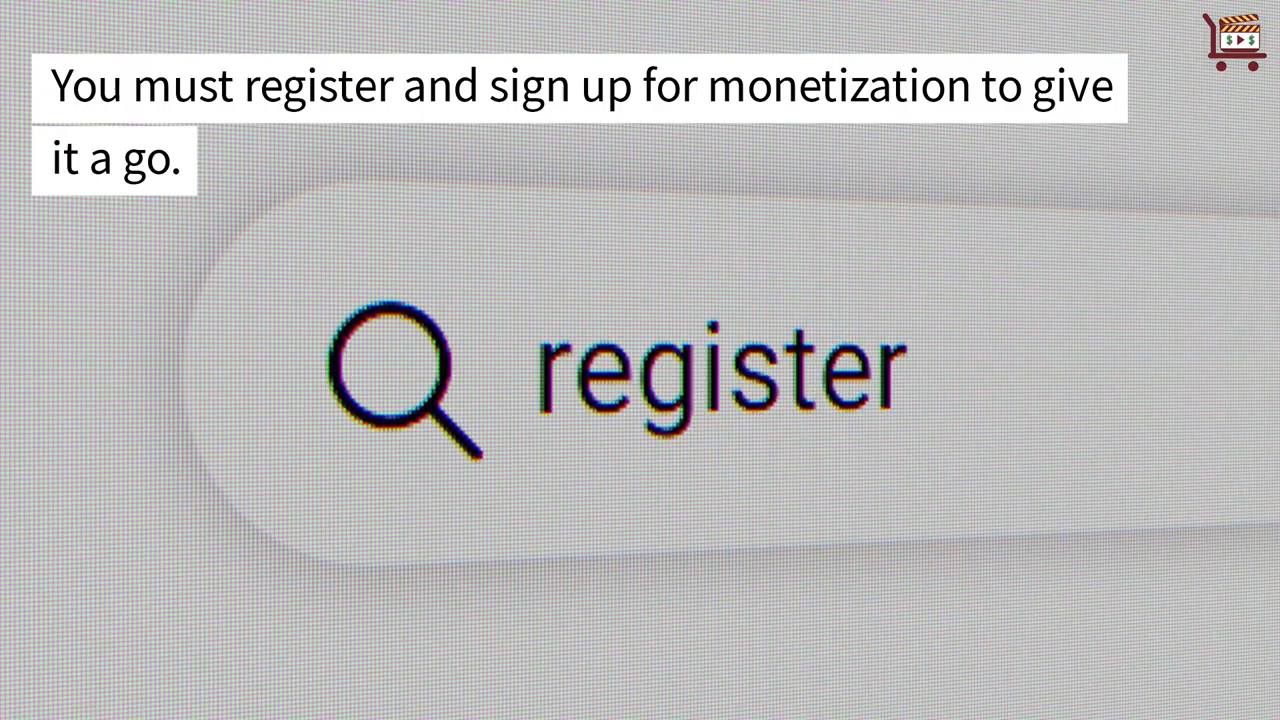 You must register and sign up for monetization to give
it a go.
register
$ $